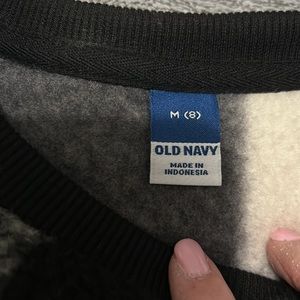 M (8)
OLD NAVY
MADE IN
INDONESIA